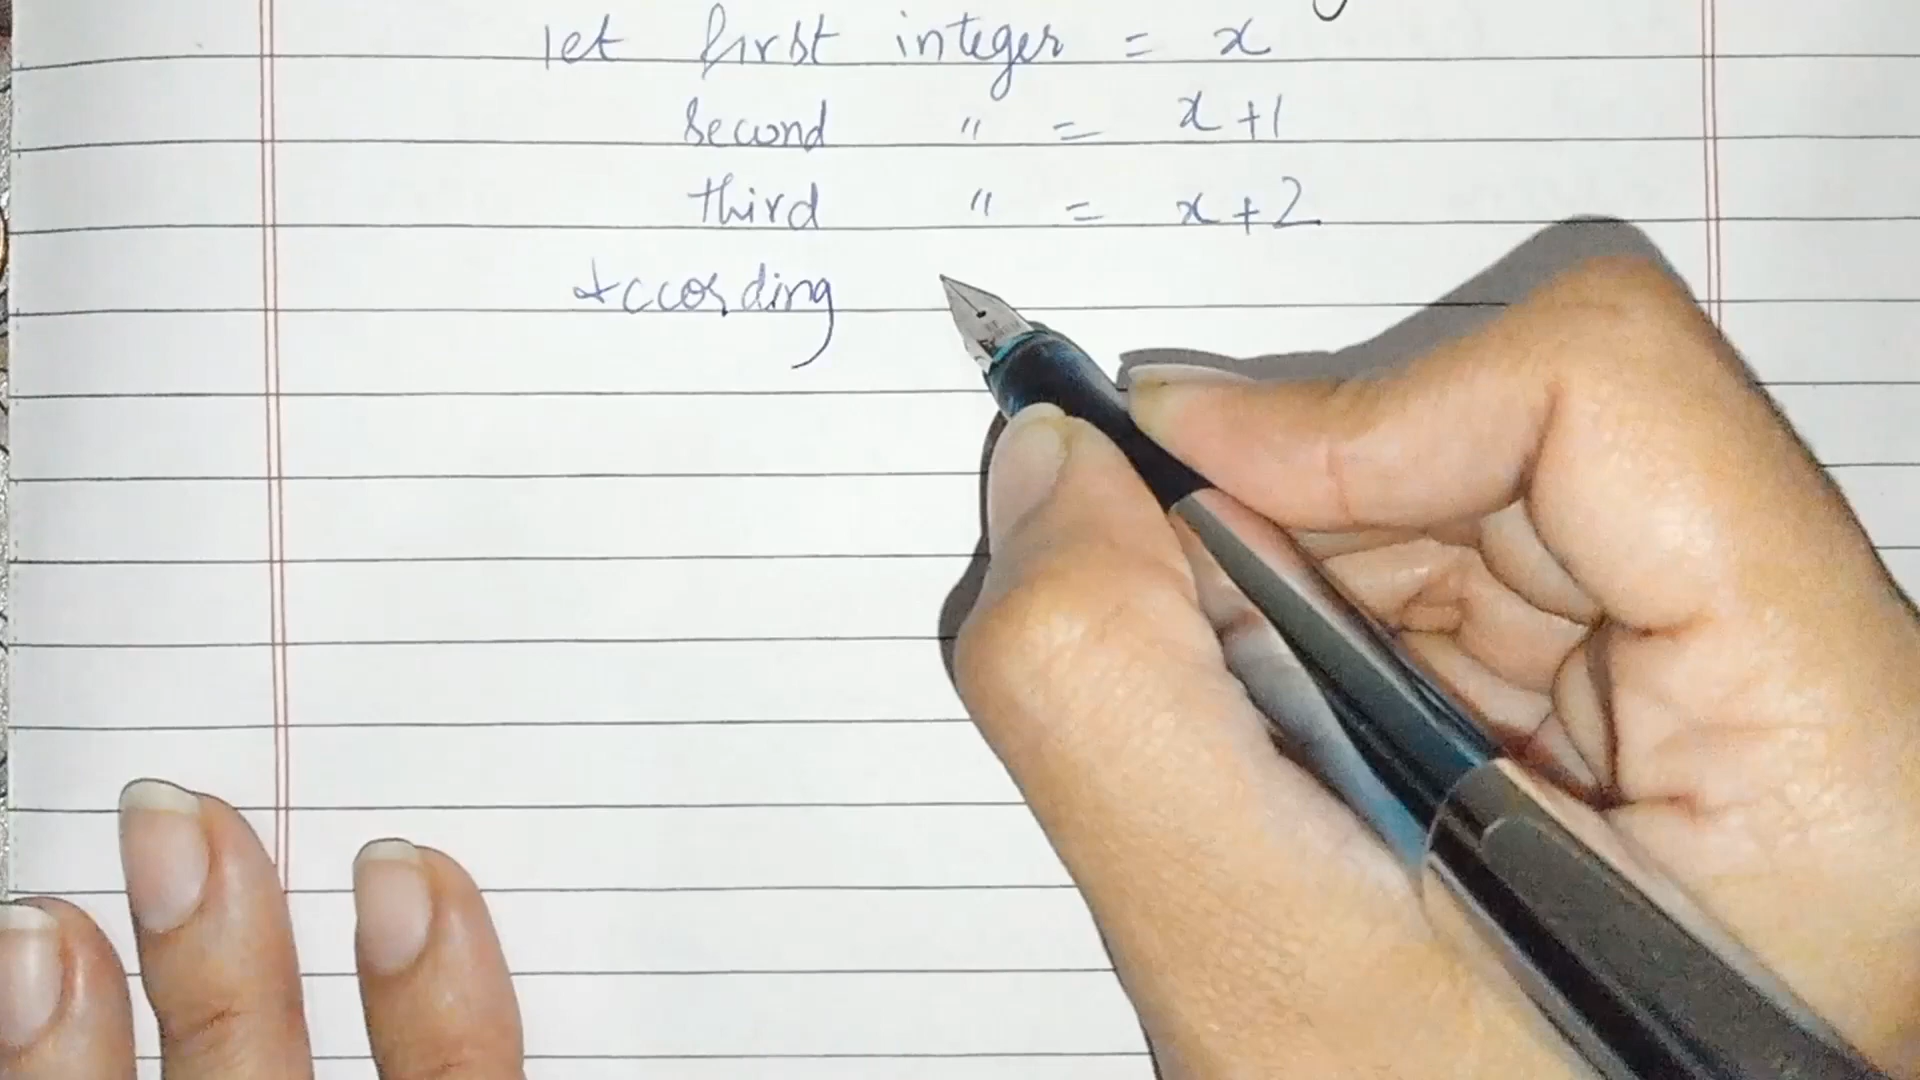 let first integer = x
second " = x+1
third " = x+2
According